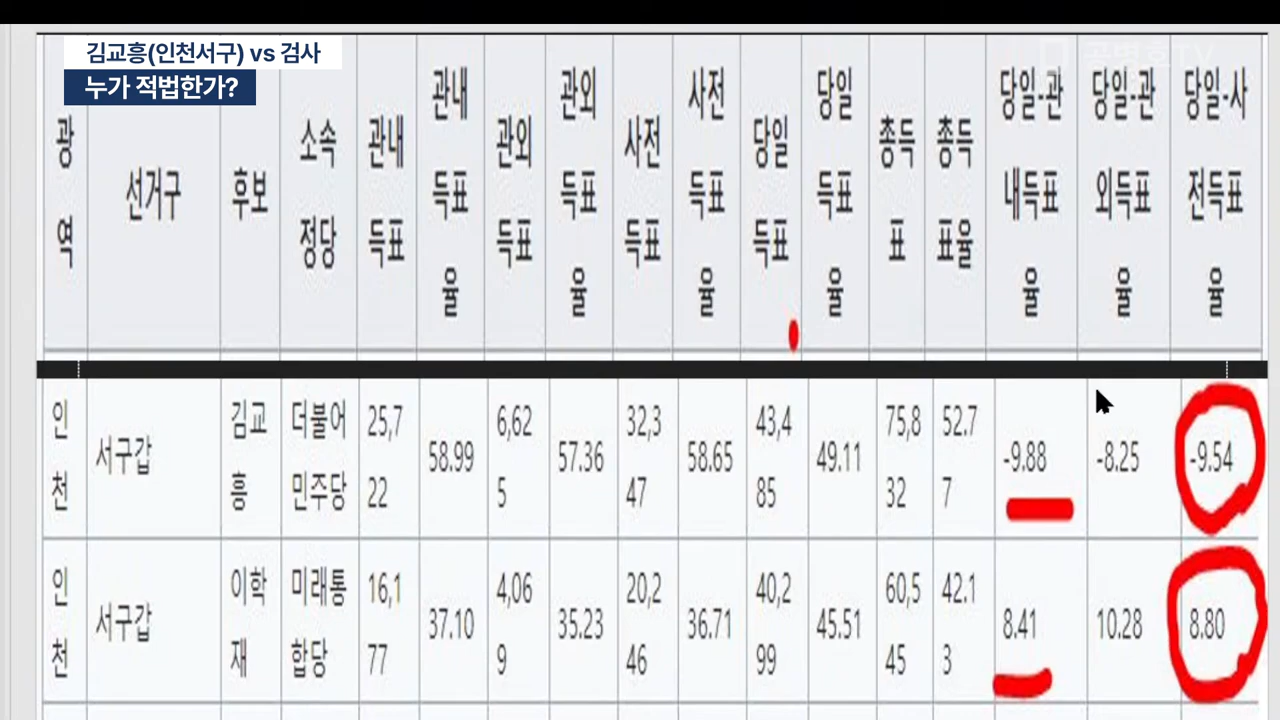 김교흥(인천서구) vs 검사
누가 적법한가?
광역 선거구 후보 소속정당 관내득표 관내득표율 관외득표 관외득표율 사전득표 사전득표율 당일득표 당일득표율 총득표 총득표율 당일-관내득표율 당일-관외득표율 당일-사전득표율
인천 서구갑 김교흥 더불어민주당 25,722 58.99 6,625 57.36 32,347 58.65 43,485 49.11 75,832 52.77 -9.88 -8.25 -9.54
인천 서구갑 이학재 미래통합당 16,177 37.10 4,069 35.23 20,246 36.71 40,299 45.51 60,545 42.13 8.41 10.28 8.80